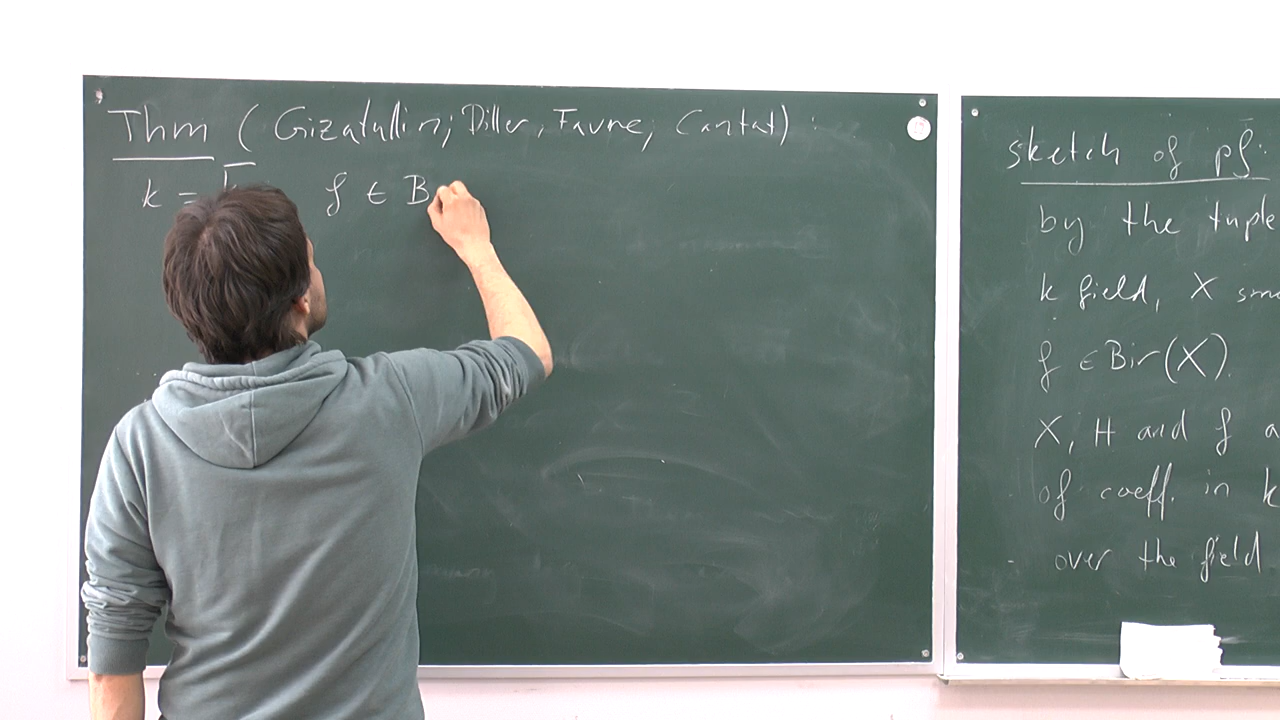 Thm (Gizatullin; Diller, Favre, Cantat):
k = f ∈ B
sketch of pf:
by the tuple
k field, X smo
f ∈ Bir(X).
X, H and f a
of coeff. in k
over the field